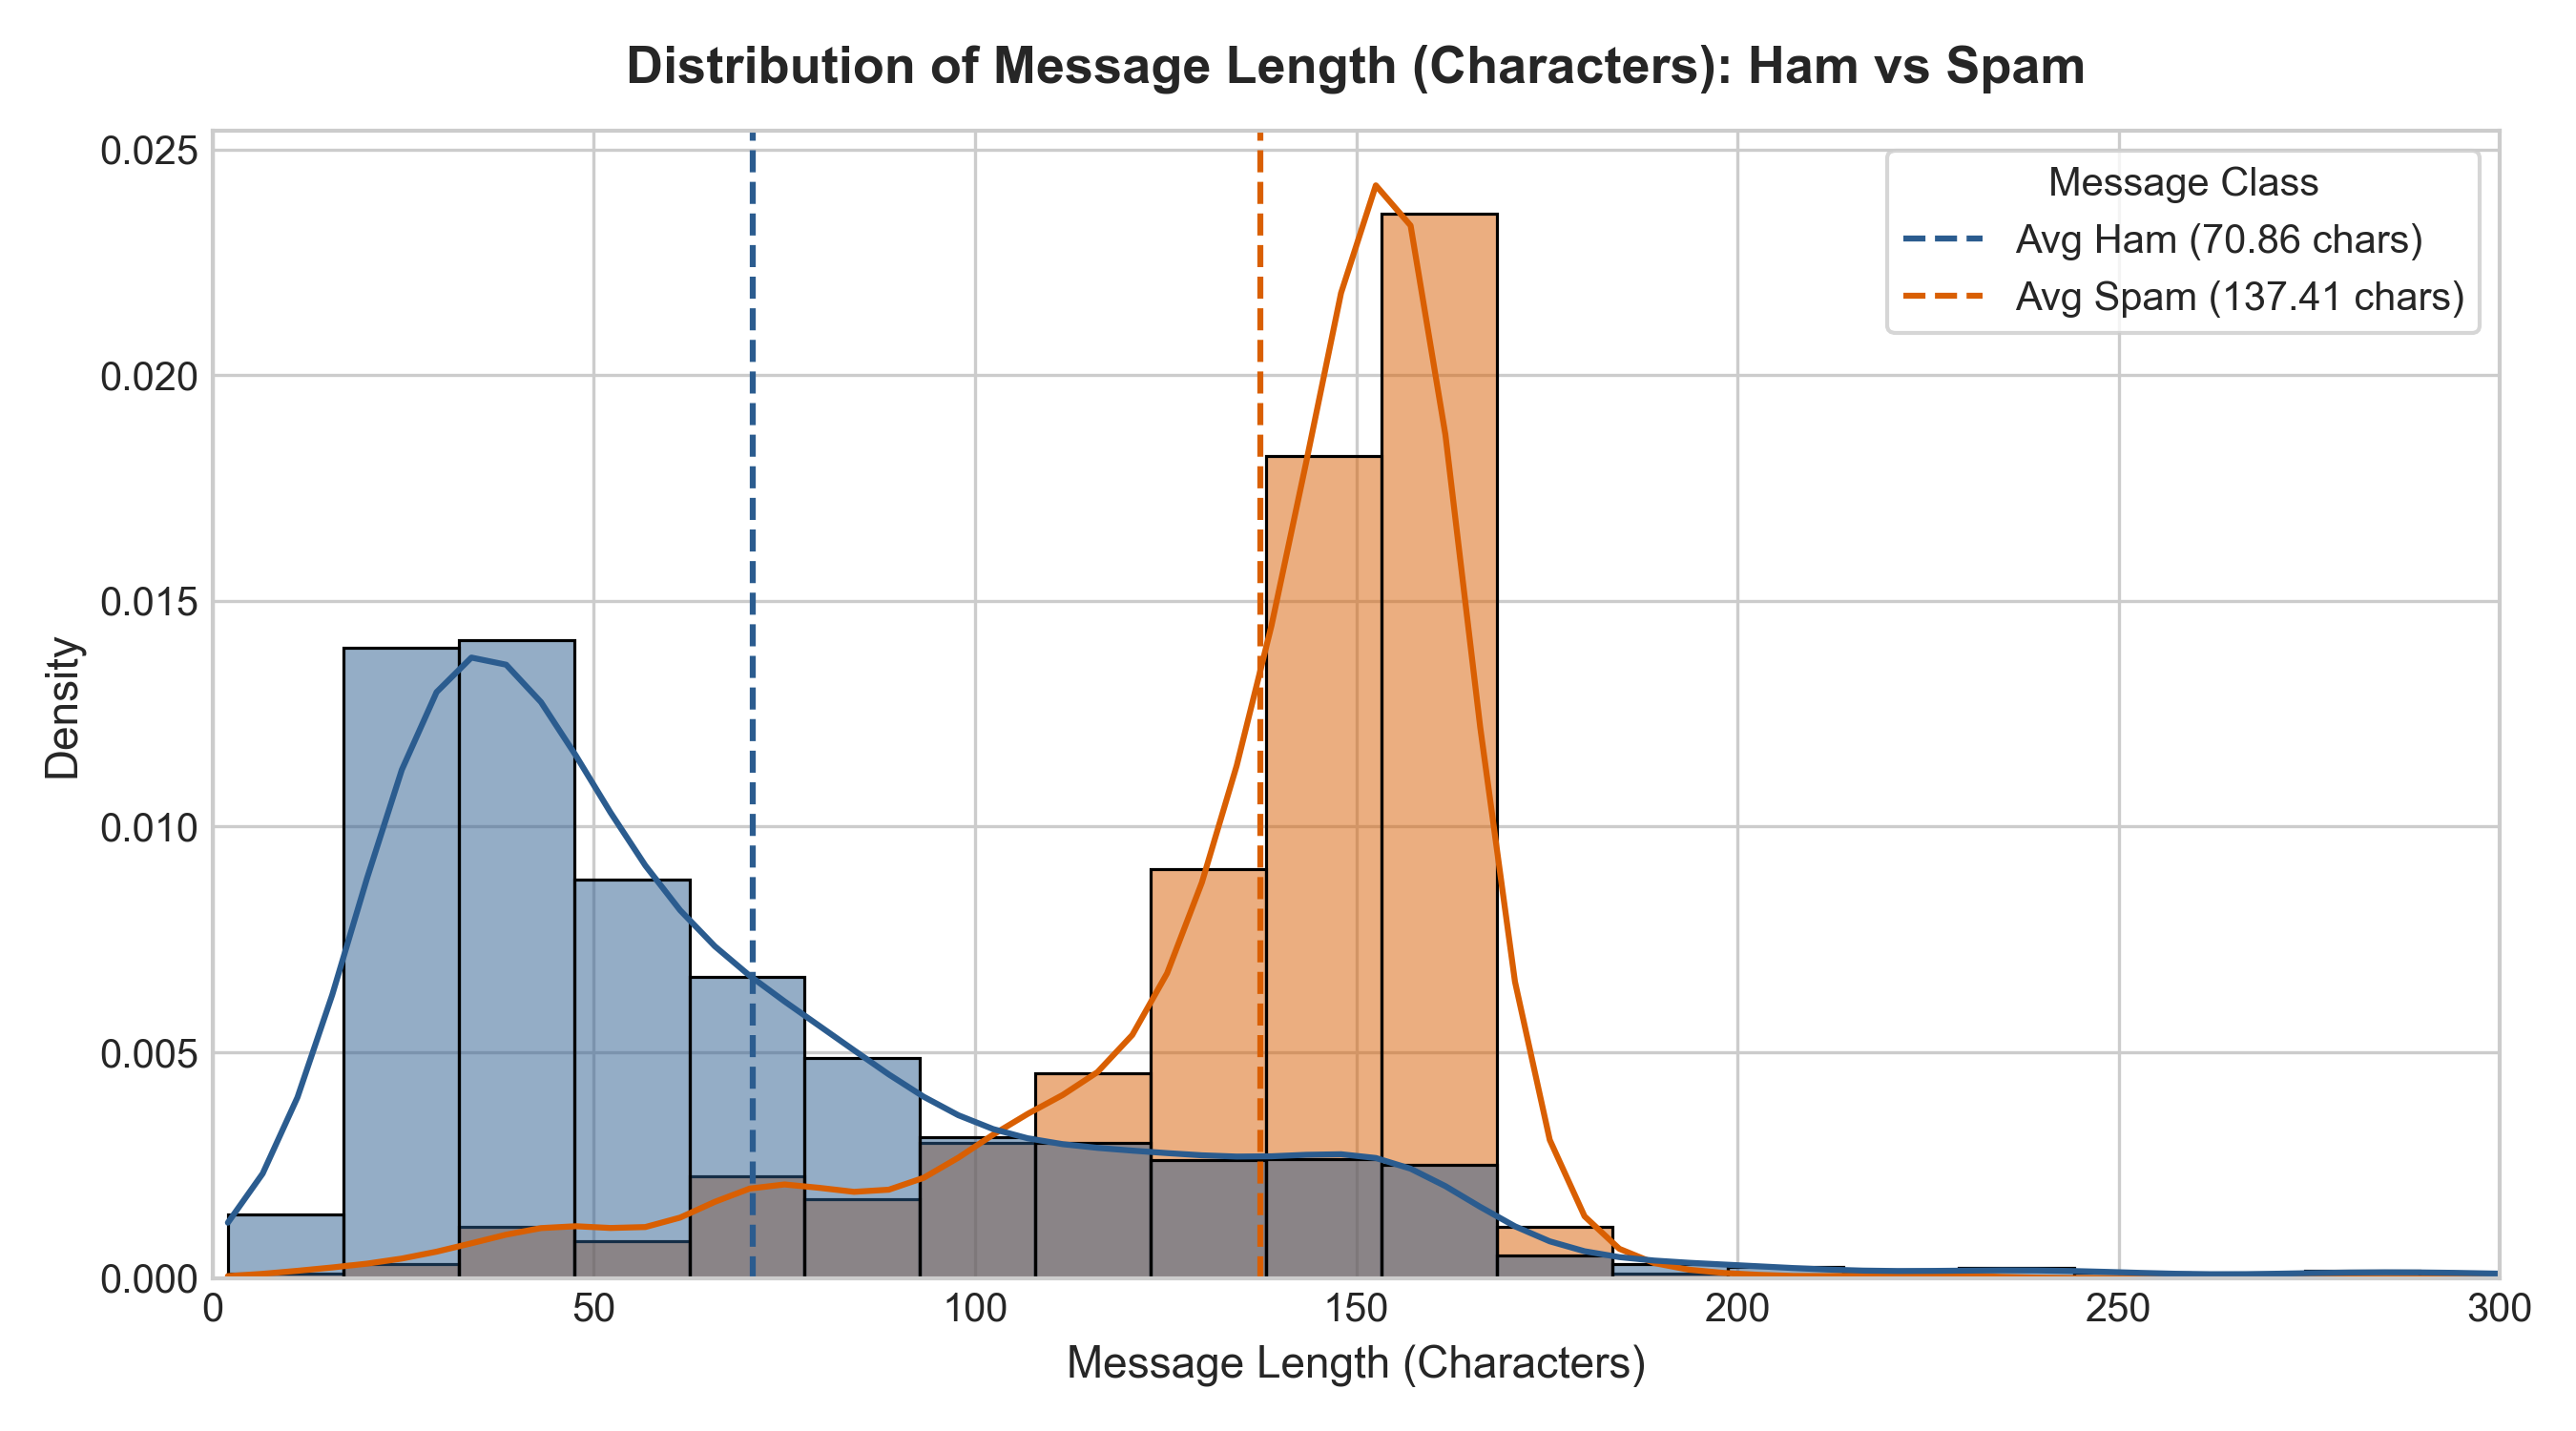 Distribution of Message Length (Characters): Ham vs Spam
Message Class
Avg Ham (70.86 chars)
Avg Spam (137.41 chars)
Density
0.025
0.020
0.015
0.010
0.005
0.000
0 50 100 150 200 250 300
Message Length (Characters)